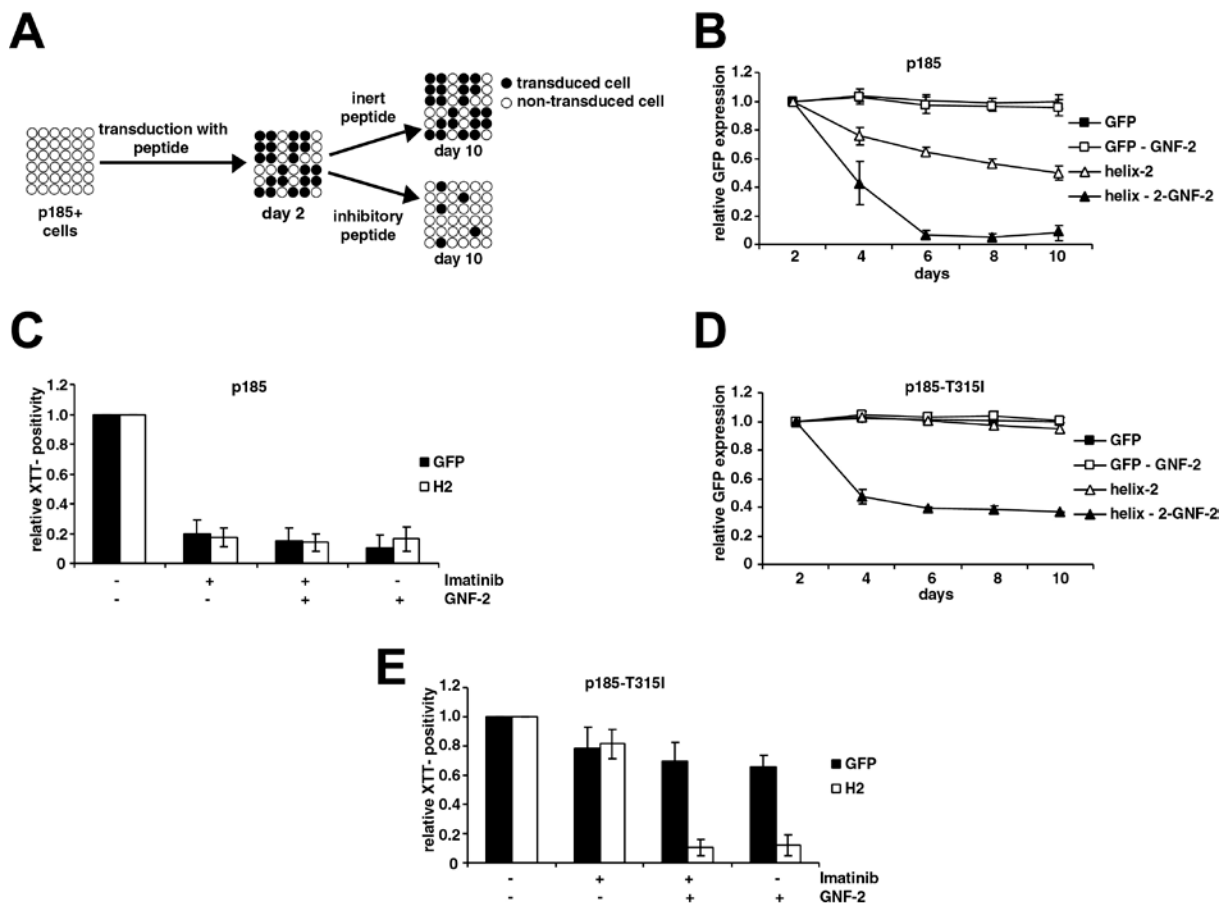 A
transduction with
peptide
p185+
cells
day 2
inert
peptide
inhibitory
peptide
day 10
day 10
transduced cell
non-transduced cell
B
p185
relative GFP expression
1.2
1.0
0.8
0.6
0.4
0.2
0
2 4 6 8 10
days
GFP
GFP - GNF-2
helix-2
helix - 2-GNF-2
C
p185
relative XTT- positivity
1.2
1.0
0.8
0.6
0.4
0.2
0
GFP
H2
- + + - Imatinib
- - + + GNF-2
D
p185-T315I
relative GFP expression
1.2
1.0
0.8
0.6
0.4
0.2
0
2 4 6 8 10
days
GFP
GFP - GNF-2
helix-2
helix - 2-GNF-2:
E
p185-T315I
relative XTT- positivity
1.2
1.0
0.8
0.6
0.4
0.2
0
GFP
H2
- + + - Imatinib
- - + + GNF-2